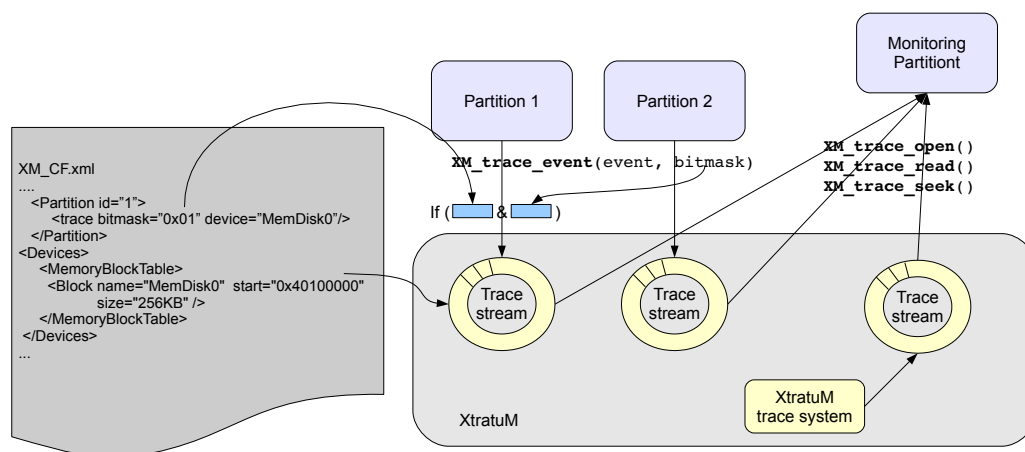 Monitoring
Partitiont
Partition 1
Partition 2
XM_trace_event(event, bitmask)
XM_trace_open()
XM_trace_read()
XM_trace_seek()
If ( & )
XM_CF.xml
....
<Partition id="1">
<trace bitmask="0x01" device="MemDisk0"/>
</Partition>
<Devices>
<MemoryBlockTable>
<Block name="MemDisk0" start="0x40100000"
size="256KB" />
</MemoryBlockTable>
</Devices>
...
Trace
stream
Trace
stream
Trace
stream
XtratuM
trace system
XtratuM